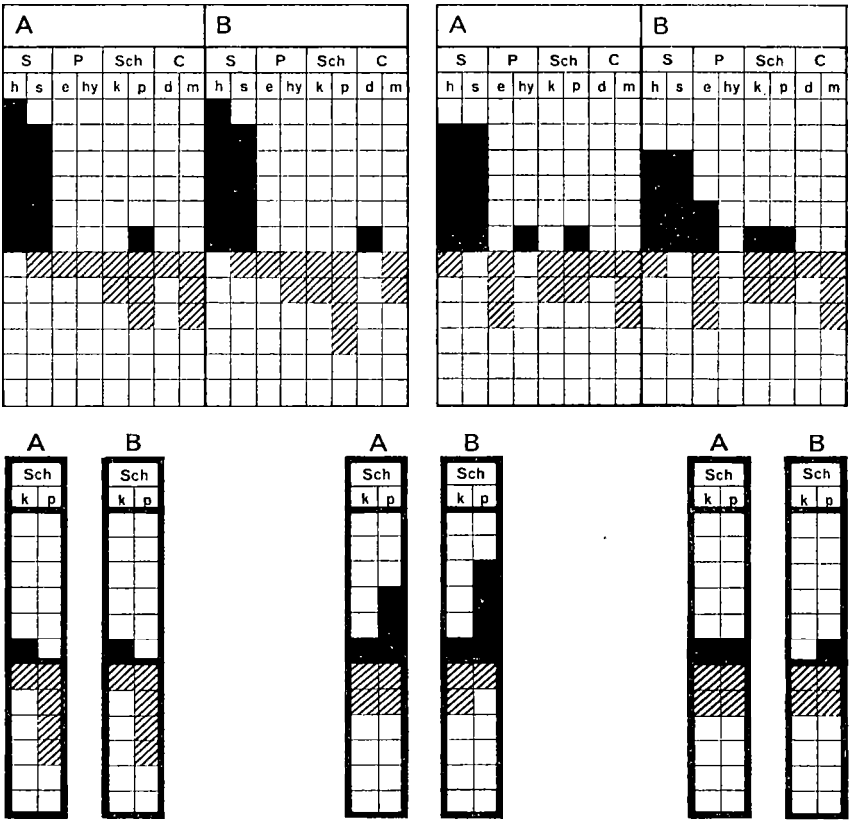 A B A B
S P Sch C S P Sch C S P Sch C S P Sch C
h s e hy k p d m h s e hy k p d m h s e hy k p d m h s e hy k p d m
A B A B A B
Sch Sch Sch Sch Sch Sch
k p k p k p k p k p k p